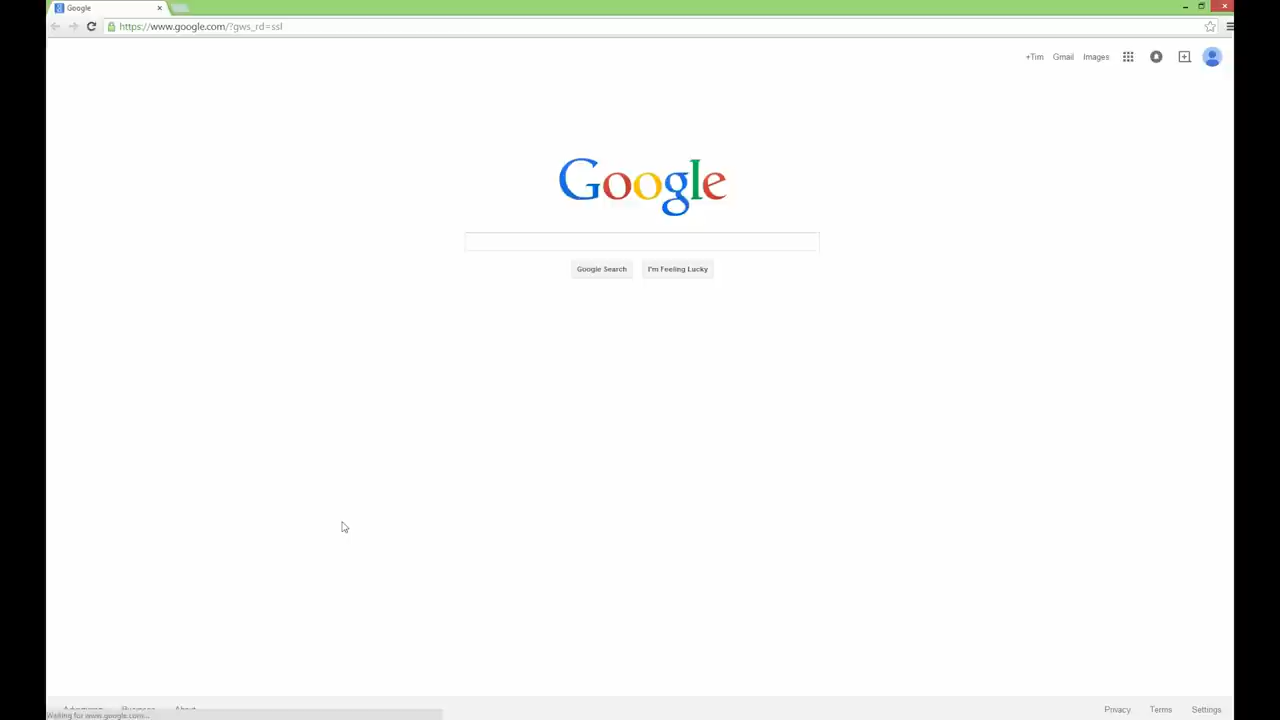 Google
https://www.google.com/?gws_rd=ssl
+Tim Gmail Images
Google
Google Search I'm Feeling Lucky
Advertising Business About
Privacy Terms Settings
Waiting for www.google.com...